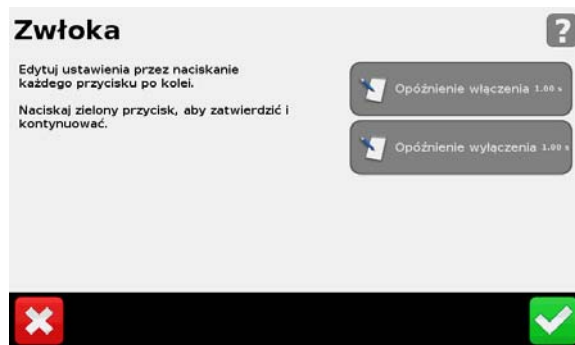 Zwłoka
?
Edytuj ustawienia przez naciskanie
każdego przycisku po kolei.
Naciskaj zielony przycisk, aby zatwierdzić i
kontynuować.
Opóźnienie włączenia 1.00 s
Opóźnienie wyłączenia 1.00 s